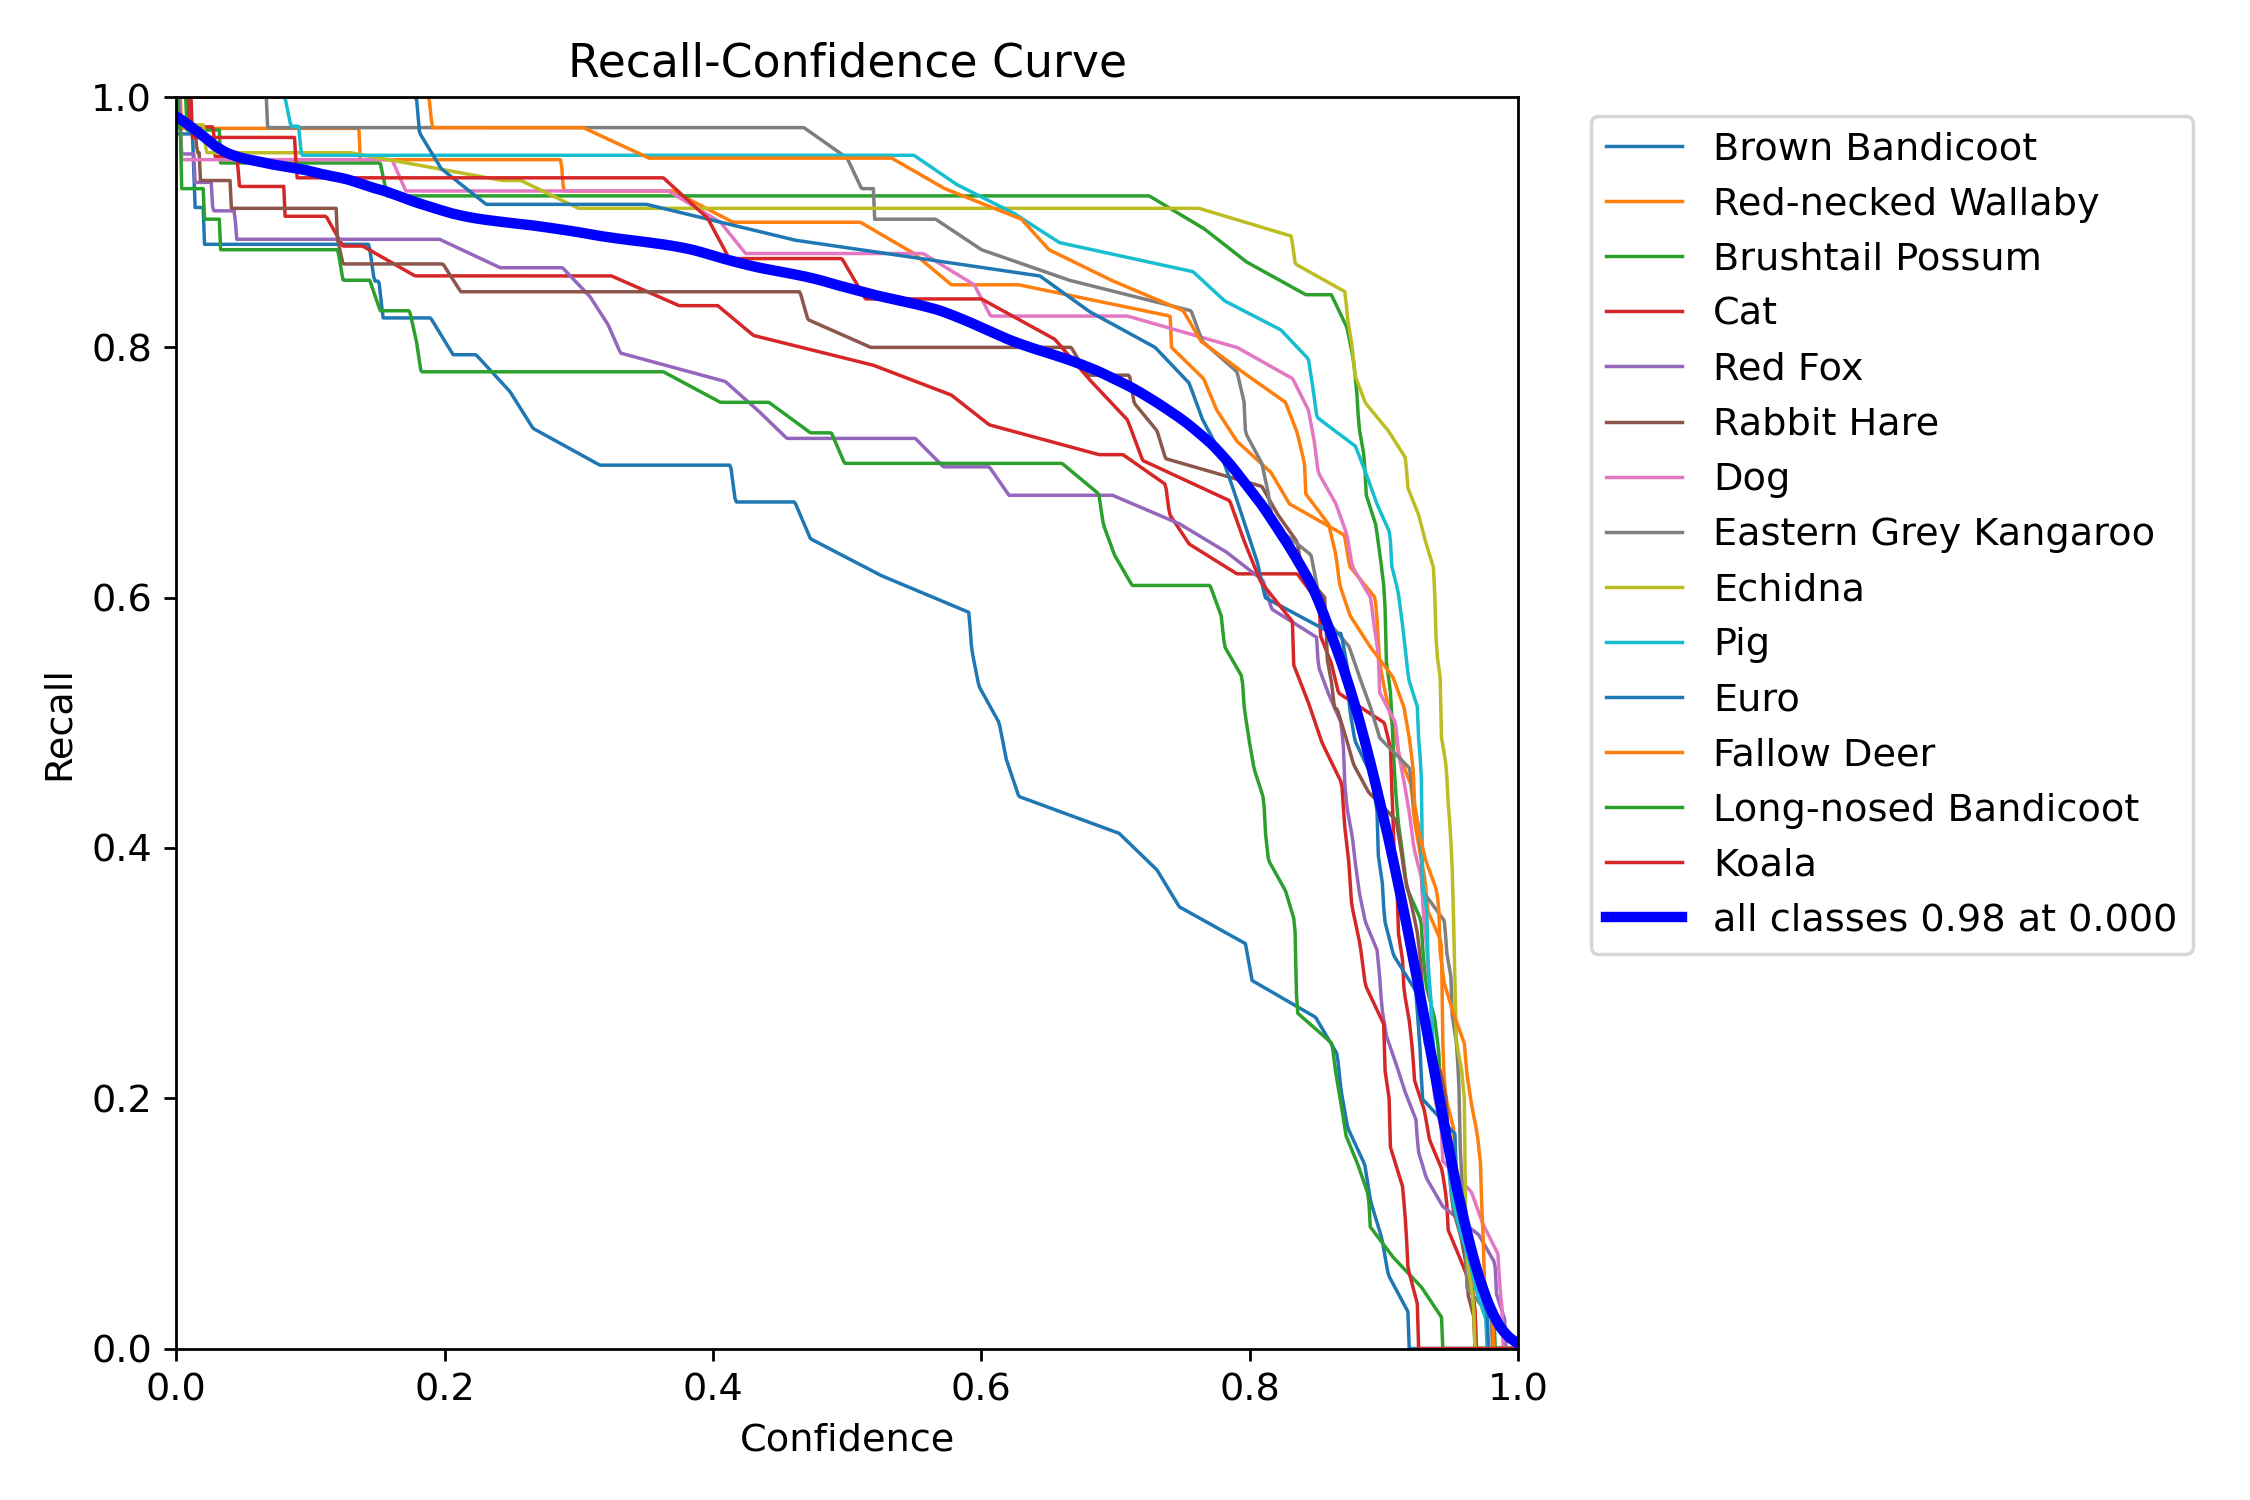 Recall-Confidence Curve
1.0
0.8
0.6
0.4
0.2
0.0
Recall
0.0 0.2 0.4 0.6 0.8 1.0
Confidence
Brown Bandicoot
Red-necked Wallaby
Brushtail Possum
Cat
Red Fox
Rabbit Hare
Dog
Eastern Grey Kangaroo
Echidna
Pig
Euro
Fallow Deer
Long-nosed Bandicoot
Koala
all classes 0.98 at 0.000